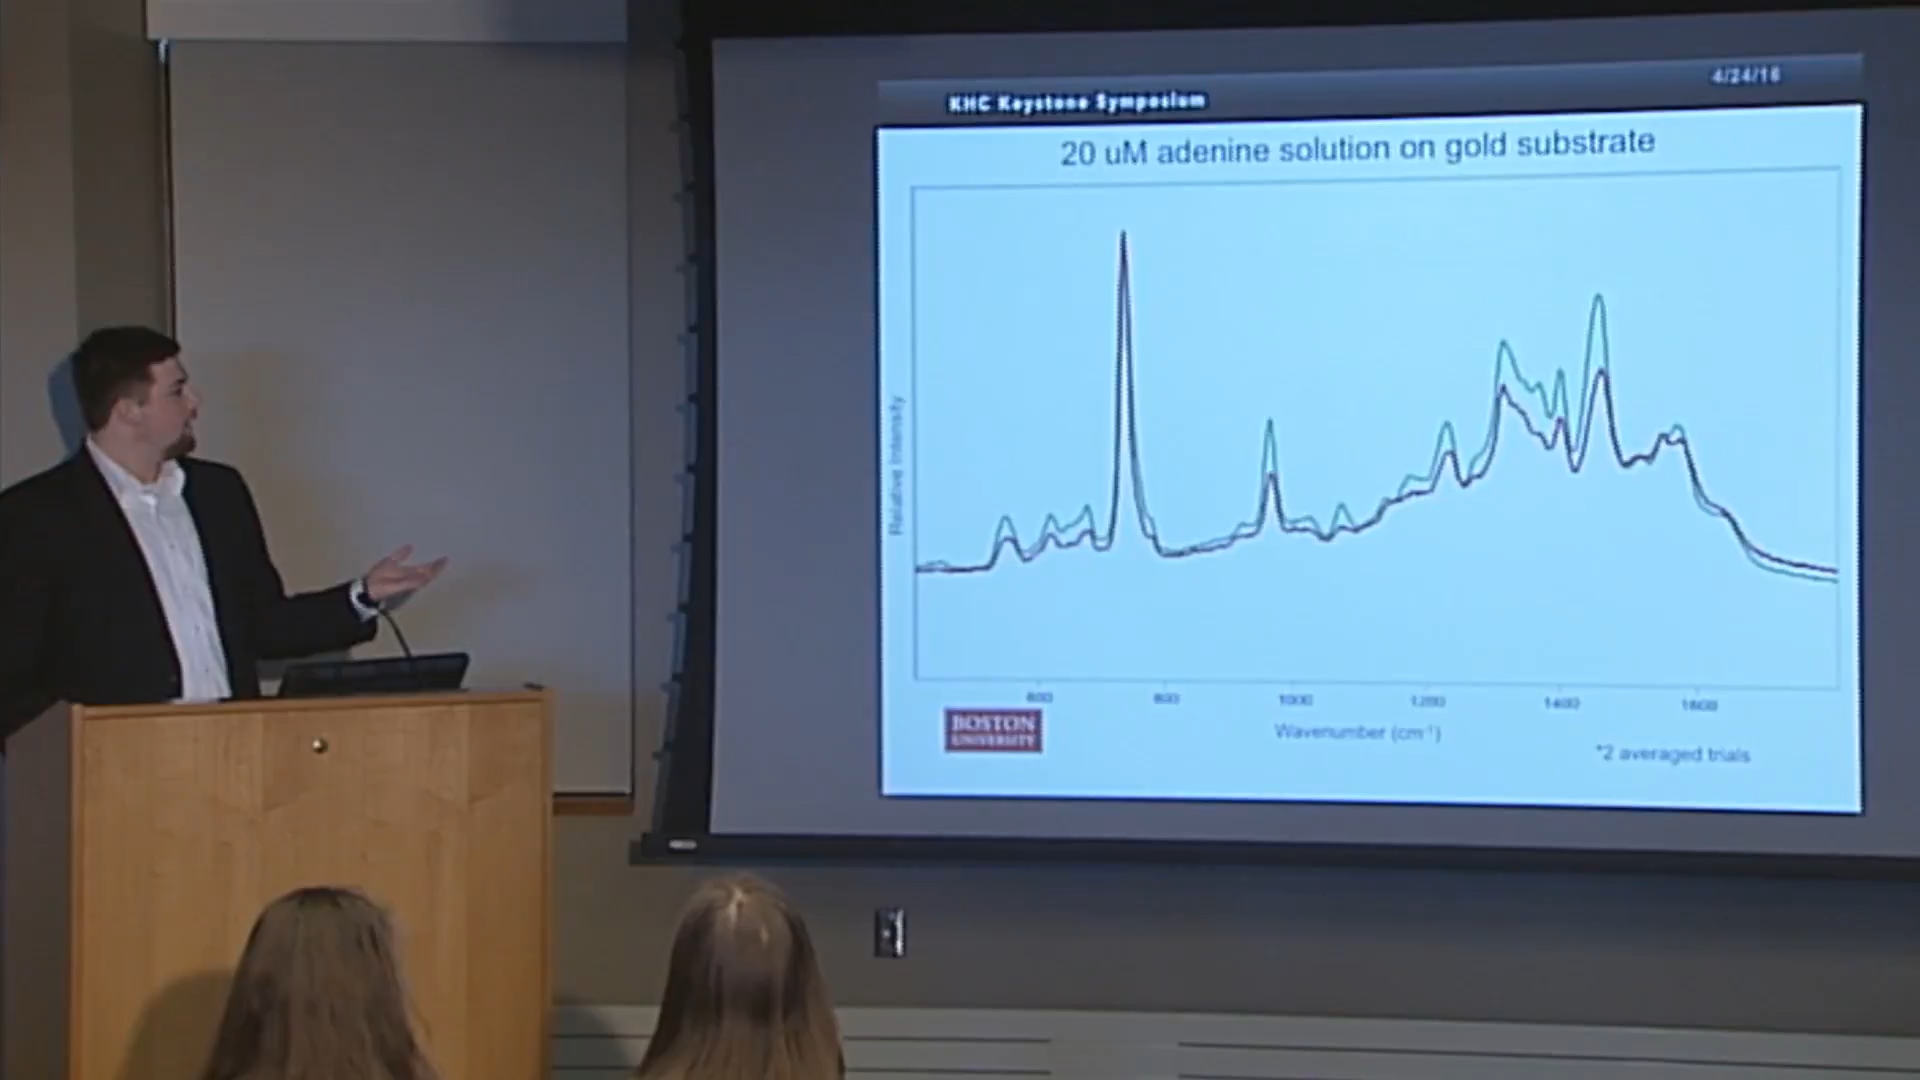 4/24/16
KHC Keystone Symposium
20 uM adenine solution on gold substrate
Relative Intensity
600 800 1000 1200 1400 1600
Wavenumber (cm⁻¹)
BOSTON
UNIVERSITY
*2 averaged trials